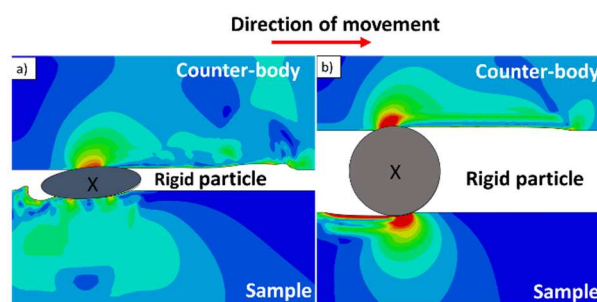 Direction of movement
a)
Counter-body
X
Rigid particle
Sample
b)
Counter-body
X
Rigid particle
Sample